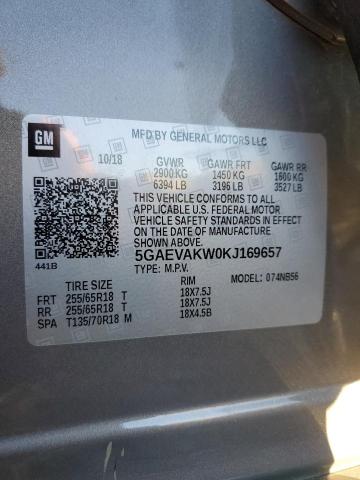 GM
MFD BY GENERAL MOTORS LLC
10/18 GVWR GAWR FRT GAWR RR
2900 KG 1450 KG 1600 KG
6394 LB 3196 LB 3527 LB
THIS VEHICLE CONFORMS TO ALL
APPLICABLE U.S. FEDERAL MOTOR
VEHICLE SAFETY STANDARDS IN EFFECT
ON THE DATE OF MANUFACTURE SHOWN ABOVE.
5GAEVAKW0KJ169657
441B TYPE: M.P.V.
TIRE SIZE RIM MODEL: 074NB56
FRT 255/65R18 T 18X7.5J
RR 255/65R18 T 18X7.5J
SPA T135/70R18 M 18X4.5B